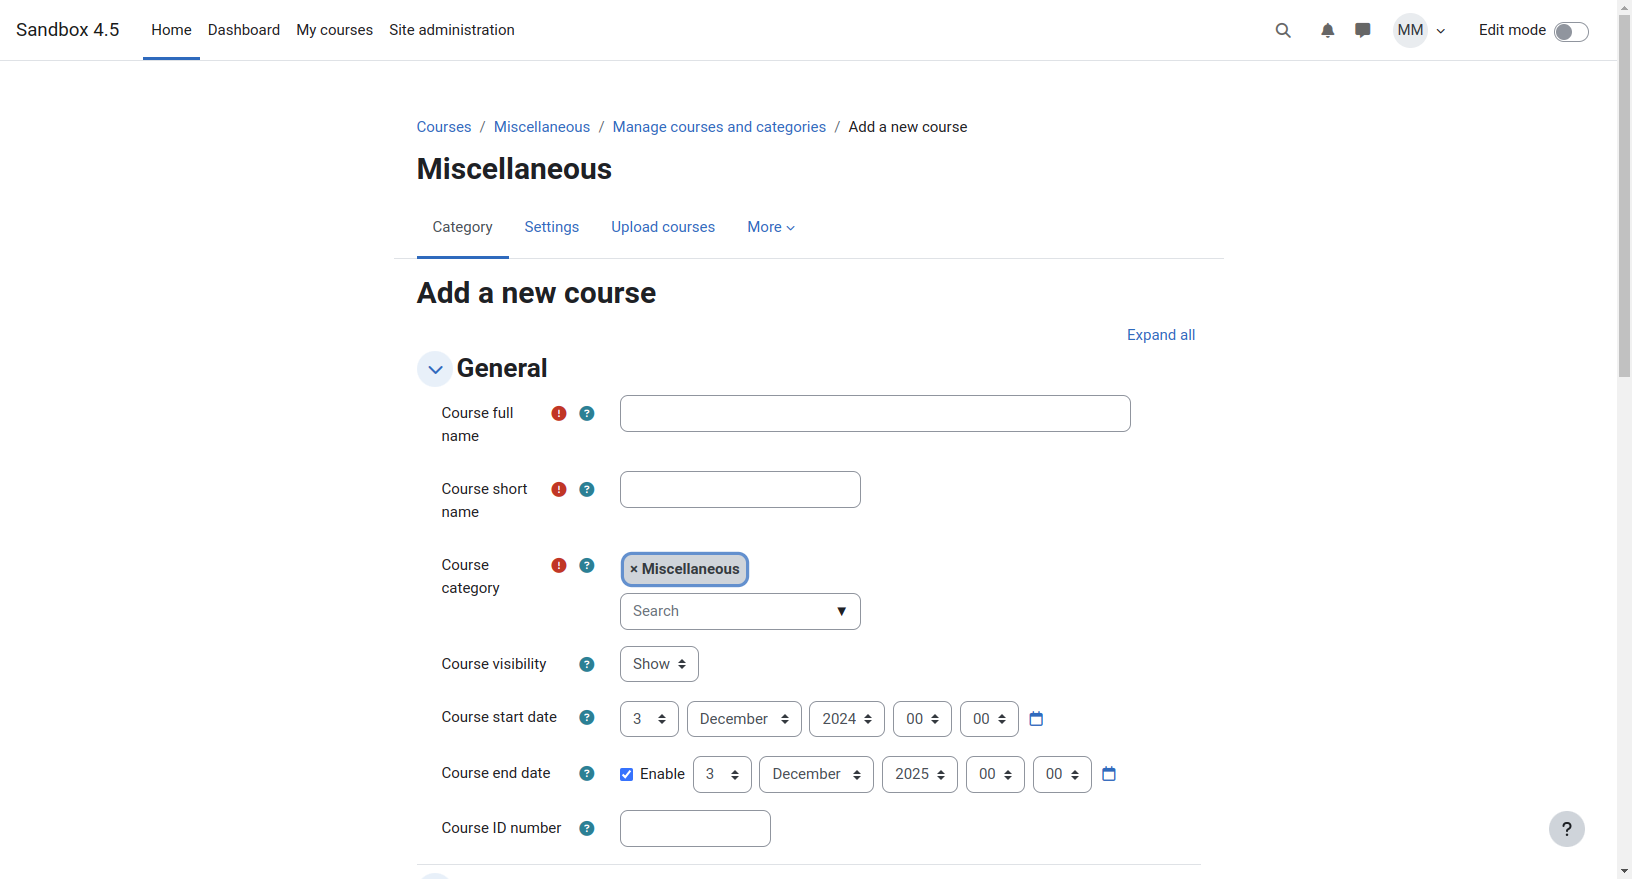 Sandbox 4.5 Home Dashboard My courses Site administration MM Edit mode
Courses / Miscellaneous / Manage courses and categories / Add a new course
Miscellaneous
Category Settings Upload courses More
Add a new course
Expand all
General
Course full
name
Course short
name
Course
category
× Miscellaneous
Search
Course visibility ? Show
Course start date ? 3 December 2024 00 00
Course end date ? Enable 3 December 2025 00 00
Course ID number ?
?